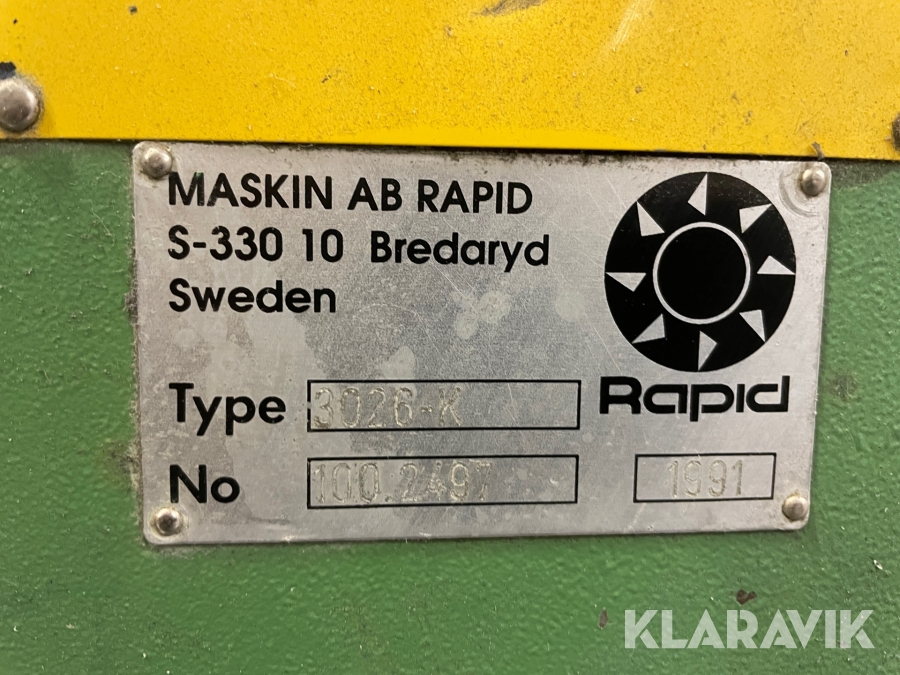 MASKIN AB RAPID
S-330 10 Bredaryd
Sweden
Rapid
Type 3026-K
No 100.2497 1991
KLARAVIK